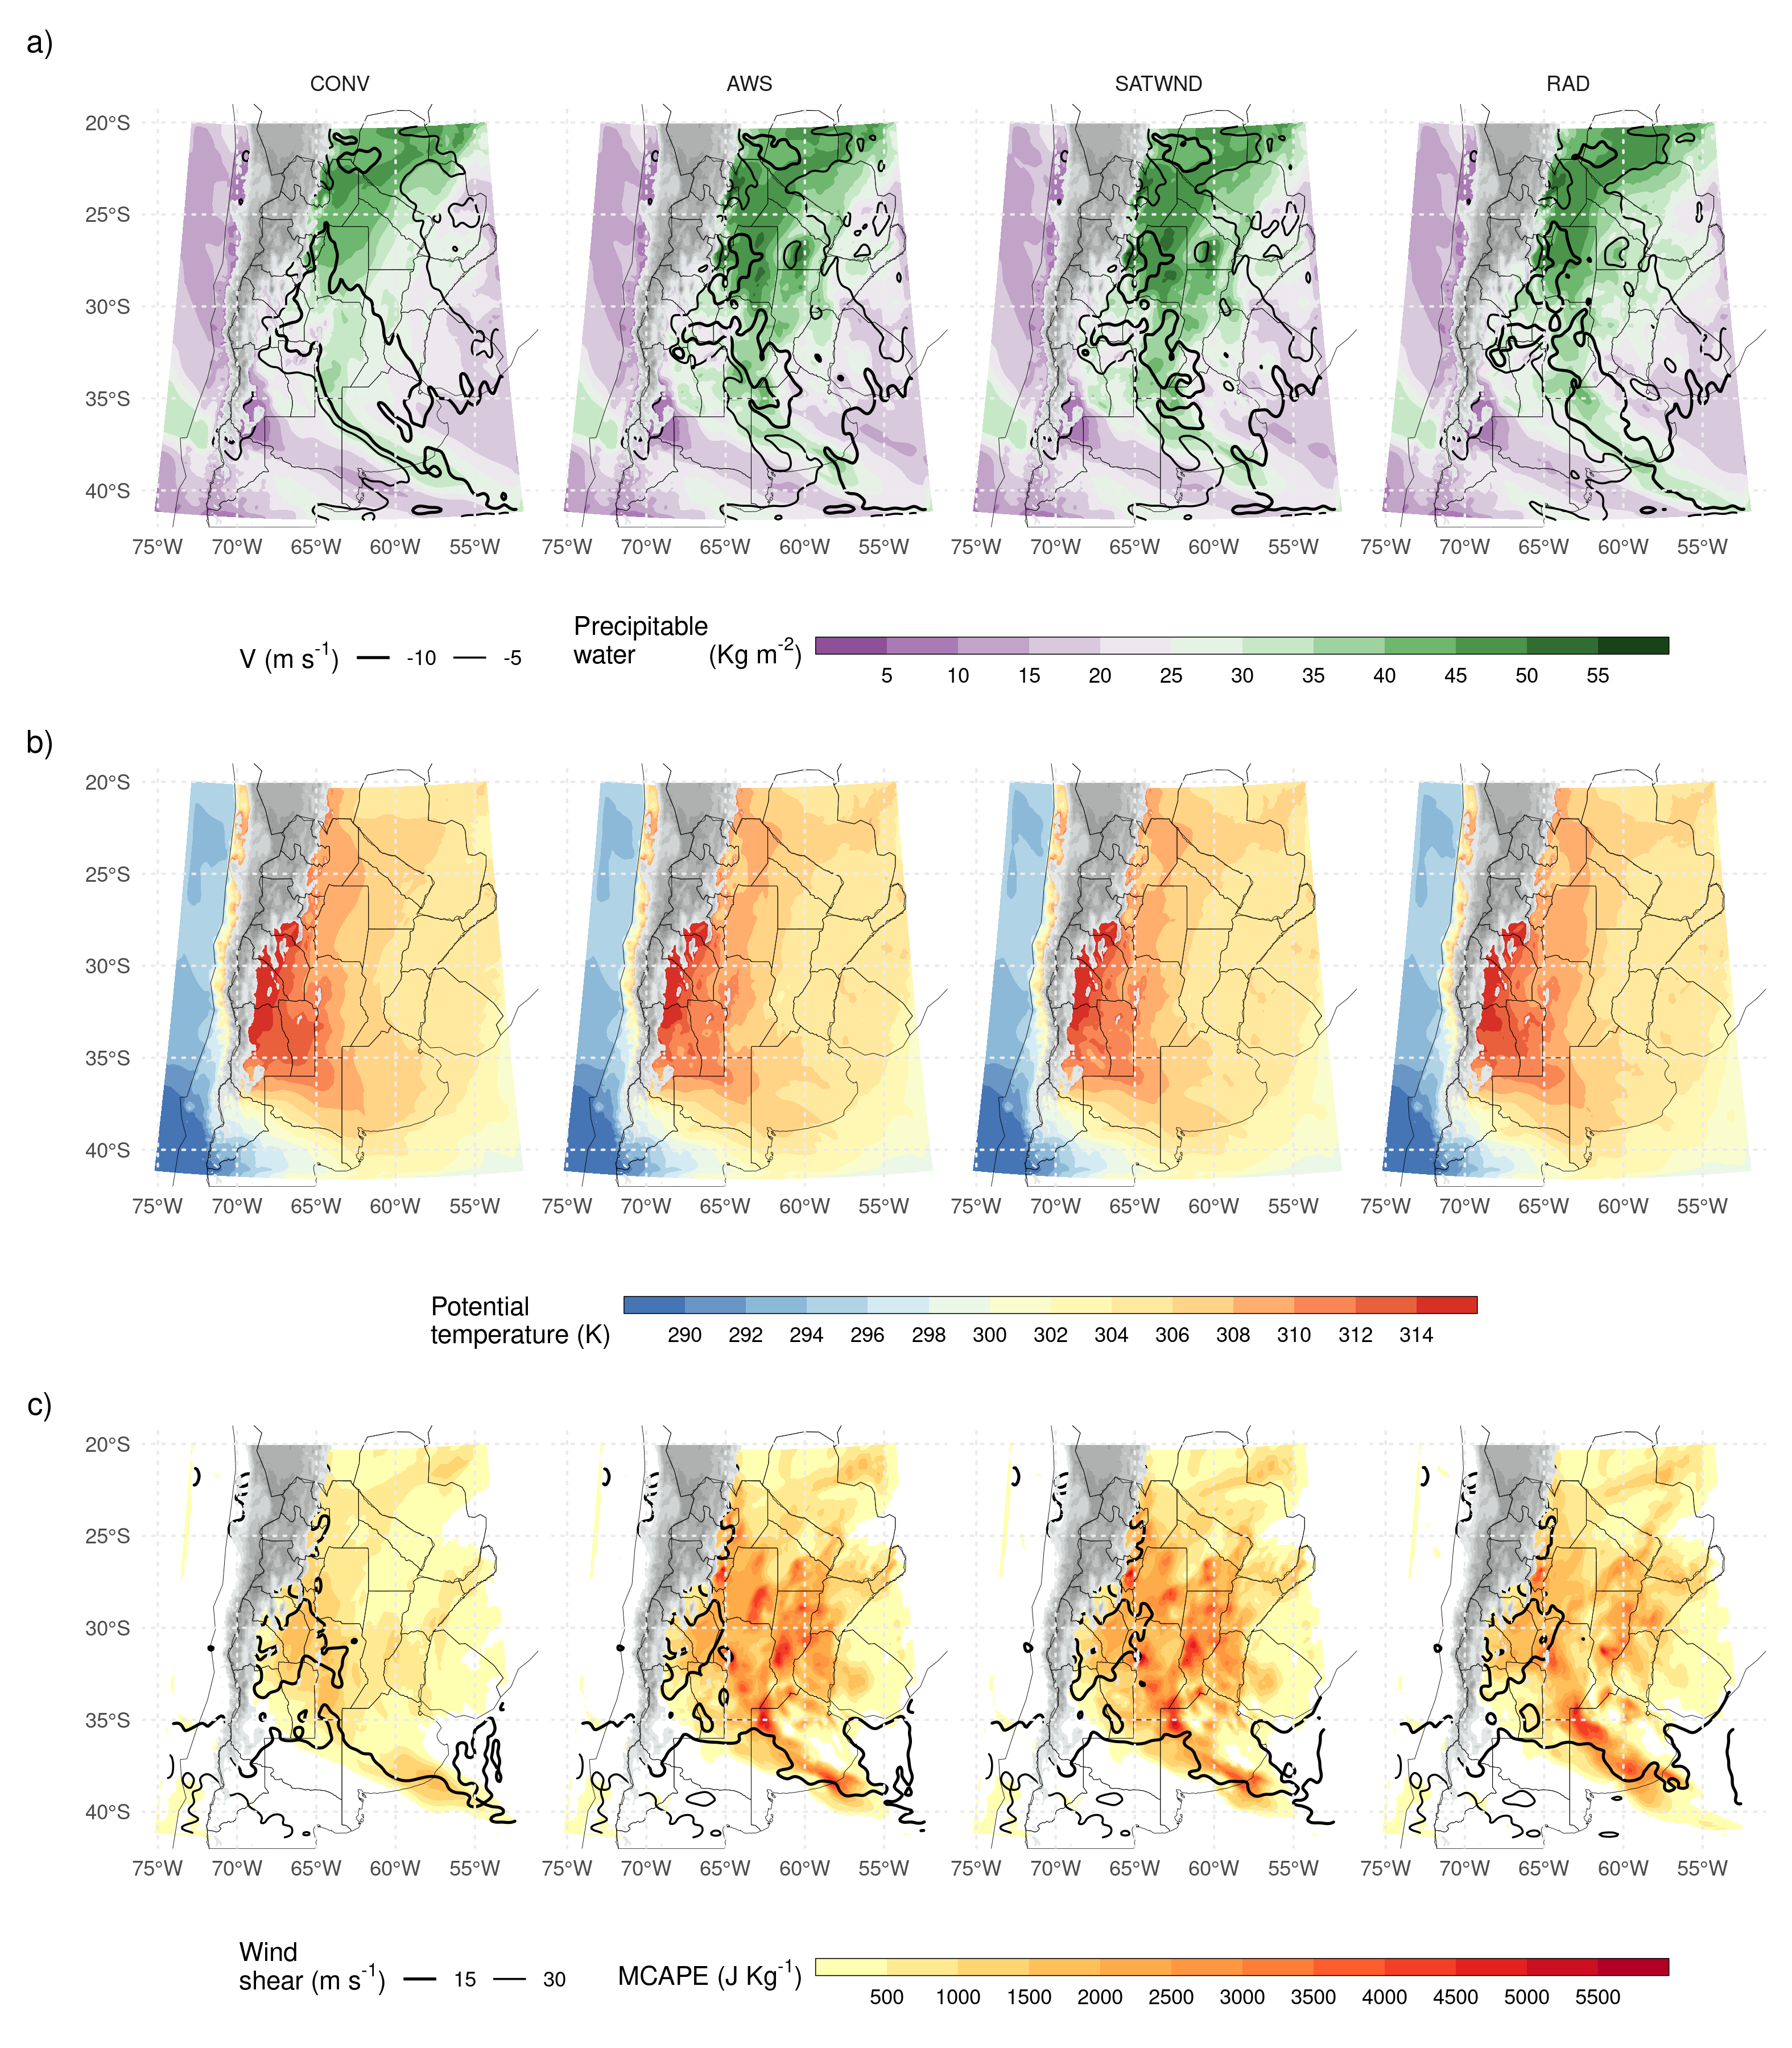 a)
CONV AWS SATWND RAD
20°S
25°S
30°S
35°S
40°S
75°W 70°W 65°W 60°W 55°W 75°W 70°W 65°W 60°W 55°W 75°W 70°W 65°W 60°W 55°W 75°W 70°W 65°W 60°W 55°W
V (m s-1) -10 -5
Precipitable
water (Kg m-2)
5 10 15 20 25 30 35 40 45 50 55
b)
20°S
25°S
30°S
35°S
40°S
75°W 70°W 65°W 60°W 55°W 75°W 70°W 65°W 60°W 55°W 75°W 70°W 65°W 60°W 55°W 75°W 70°W 65°W 60°W 55°W
Potential
temperature (K)
290 292 294 296 298 300 302 304 306 308 310 312 314
c)
20°S
25°S
30°S
35°S
40°S
75°W 70°W 65°W 60°W 55°W 75°W 70°W 65°W 60°W 55°W 75°W 70°W 65°W 60°W 55°W 75°W 70°W 65°W 60°W 55°W
Wind
shear (m s-1) 15 30
MCAPE (J Kg-1)
500 1000 1500 2000 2500 3000 3500 4000 4500 5000 5500